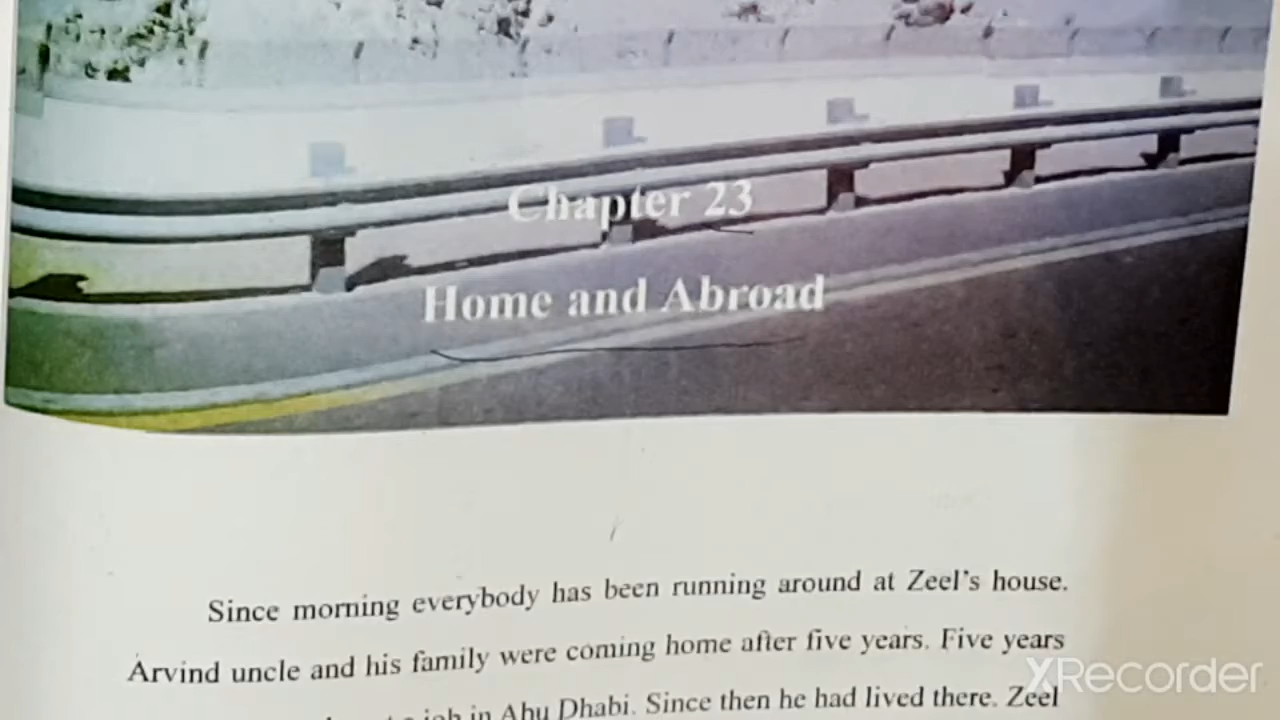 Chapter 23
Home and Abroad
Since morning everybody has been running around at Zeel's house.
Arvind uncle and his family were coming home after five years. Five years
job in Abu Dhabi. Since then he had lived there. Zeel
XRecorder